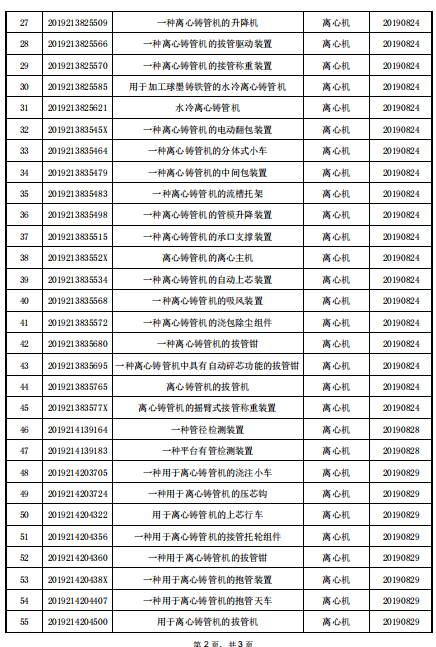 27 2019213825509 一种离心铸管机的升降机 离心机 20190824
28 2019213825566 一种离心铸管机的拔管驱动装置 离心机 20190824
29 2019213825570 一种离心铸管机的接管称重装置 离心机 20190824
30 2019213825585 用于加工球墨铸铁管的水冷离心铸管机 离心机 20190824
31 2019213825621 水冷离心铸管机 离心机 20190824
32 201921383545X 一种离心铸管机的电动翻包装置 离心机 20190824
33 2019213835464 一种离心铸管机的分体式小车 离心机 20190824
34 2019213835479 一种离心铸管机的中间包装置 离心机 20190824
35 2019213835483 一种离心铸管机的流槽托架 离心机 20190824
36 2019213835498 一种离心铸管机的管模升降装置 离心机 20190824
37 2019213835515 一种离心铸管机的承口支撑装置 离心机 20190824
38 201921383552X 离心铸管机的离心主机 离心机 20190824
39 2019213835534 一种离心铸管机的自动上芯装置 离心机 20190824
40 2019213835568 一种离心铸管机的吸风装置 离心机 20190824
41 2019213835572 一种离心铸管机的浇包除尘组件 离心机 20190824
42 2019213835680 一种离心铸管机的拔管钳 离心机 20190824
43 2019213835695 一种离心铸管机中具有自动碎芯功能的拔管钳 离心机 20190824
44 2019213835765 离心铸管机的拔管机 离心机 20190824
45 201921383577X 离心铸管机的摇臂式接管称重装置 离心机 20190824
46 2019214139164 一种管径检测装置 离心机 20190828
47 2019214139183 一种平台有管检测装置 离心机 20190828
48 2019214203705 一种用于离心铸管机的浇注小车 离心机 20190829
49 2019214203724 一种用于离心铸管机的压芯钩 离心机 20190829
50 2019214204322 用于离心铸管机的上芯行车 离心机 20190829
51 2019214204356 一种用于离心铸管机的接管托轮组件 离心机 20190829
52 2019214204360 一种用于离心铸管机的拔管钳 离心机 20190829
53 201921420438X 一种用于离心铸管机的抱管装置 离心机 20190829
54 2019214204407 一种用于离心铸管机的抱管天车 离心机 20190829
55 2019214204500 用于离心铸管机的拔管机 离心机 20190829
第 2 页，共 3 页